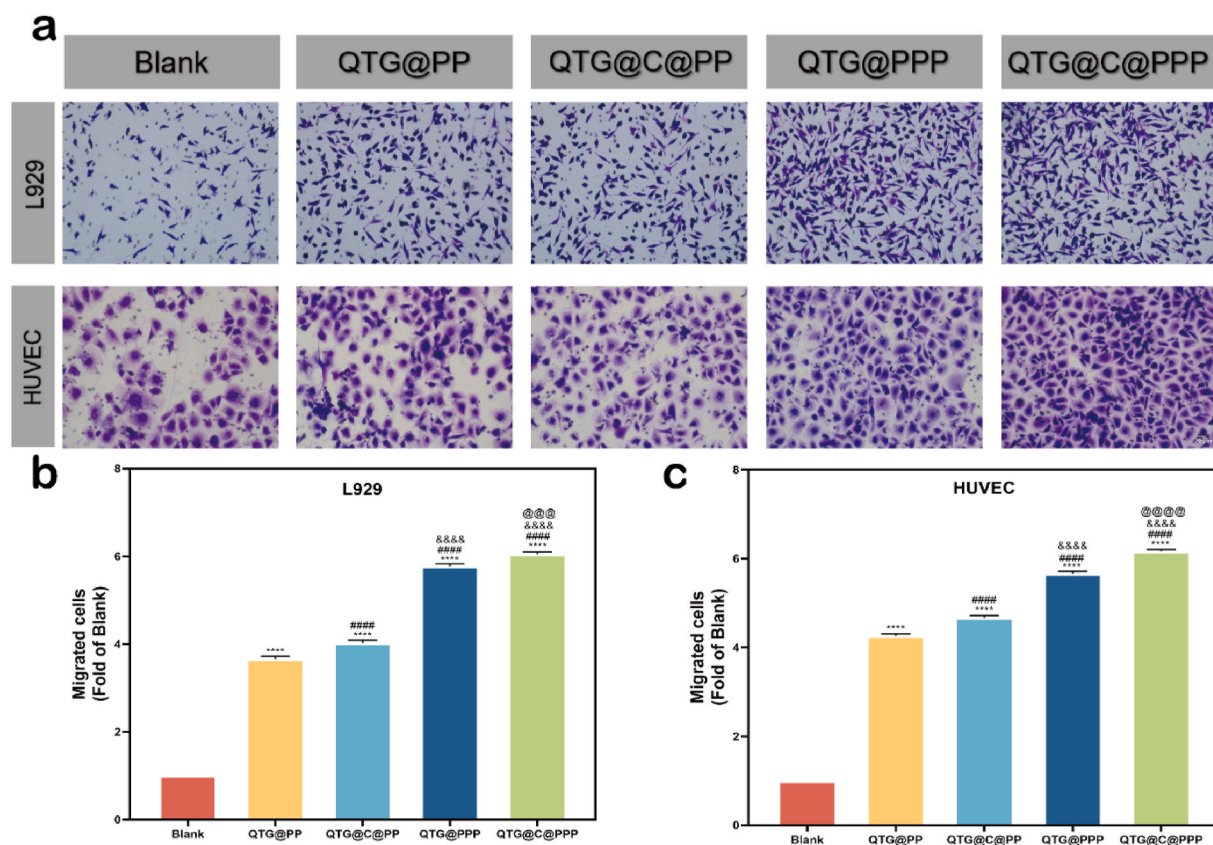 a
Blank QTG@PP QTG@C@PP QTG@PPP QTG@C@PPP
L929
HUVEC
b
L929
Migrated cells
(Fold of Blank)
8
6
4
2
0
****
####
****
&&&&
####
****
@@@
&&&&
####
****
Blank QTG@PP QTG@C@PP QTG@PPP QTG@C@PPP
c
HUVEC
Migrated cells
(Fold of Blank)
8
6
4
2
0
****
####
****
&&&&
####
****
@@@@
&&&&
####
****
Blank QTG@PP QTG@C@PP QTG@PPP QTG@C@PPP